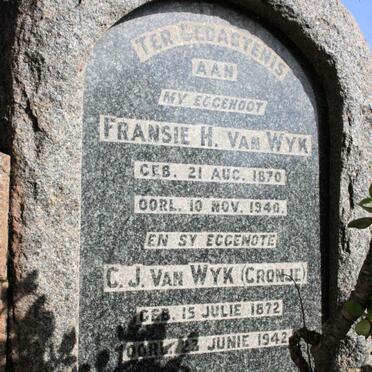 TER GEDAGTENIS
AAN
MY EGGENOOT
FRANSIE H. VAN WYK
GEB. 21 AUG. 1870
OORL. 10 NOV. 1940.
EN SY EGGENOTE
C. J. VAN WYK (CRONJE)
GEB. 15 JULIE 1872
OORL. JUNIE 1942